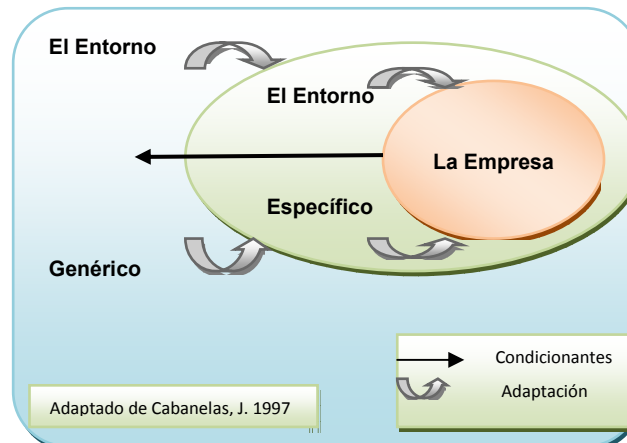 El Entorno
El Entorno
La Empresa
Específico
Genérico
Condicionantes
Adaptación
Adaptado de Cabanelas, J. 1997